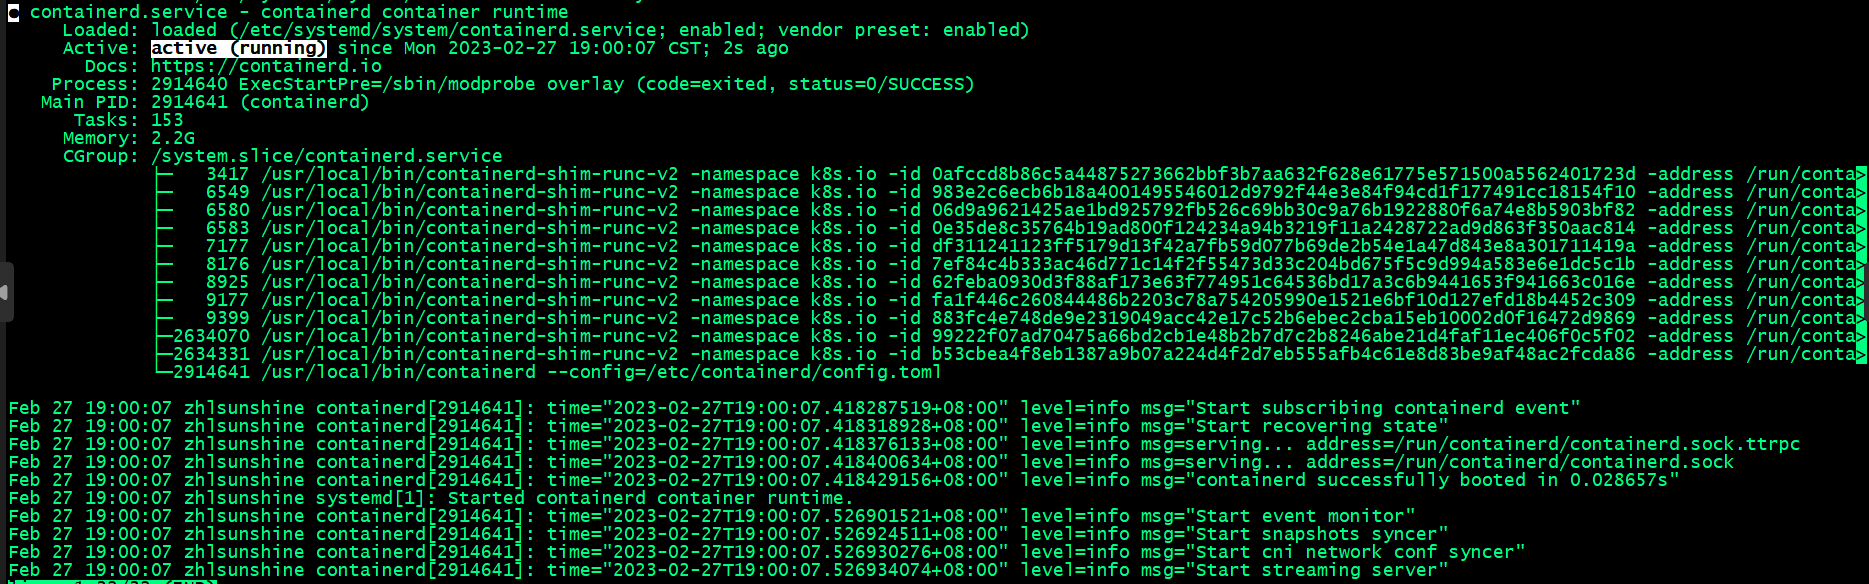 ● containerd.service - containerd container runtime
Loaded: loaded (/etc/systemd/system/containerd.service; enabled; vendor preset: enabled)
Active: active (running) since Mon 2023-02-27 19:00:07 CST; 2s ago
Docs: https://containerd.io
Process: 2914640 ExecStartPre=/sbin/modprobe overlay (code=exited, status=0/SUCCESS)
Main PID: 2914641 (containerd)
Tasks: 153
Memory: 2.2G
CGroup: /system.slice/containerd.service
├─ 3417 /usr/local/bin/containerd-shim-runc-v2 -namespace k8s.io -id 0afccd8b86c5a44875273662bbf3b7aa632f628e61775e571500a5562401723d -address /run/conta>
├─ 6549 /usr/local/bin/containerd-shim-runc-v2 -namespace k8s.io -id 983e2c6ecb6b18a4001495546012d9792f44e3e84f94cd1f177491cc18154f10 -address /run/conta>
├─ 6580 /usr/local/bin/containerd-shim-runc-v2 -namespace k8s.io -id 06d9a9621425ae1bd925792fb526c69bb30c9a76b1922880f6a74e8b5903bf82 -address /run/conta>
├─ 6583 /usr/local/bin/containerd-shim-runc-v2 -namespace k8s.io -id 0e35de8c35764b19ad800f124234a94b3219f11a2428722ad9d863f350aac814 -address /run/conta>
├─ 7177 /usr/local/bin/containerd-shim-runc-v2 -namespace k8s.io -id df311241123ff5179d13f42a7fb59d077b69de2b54e1a47d843e8a301711419a -address /run/conta>
├─ 8176 /usr/local/bin/containerd-shim-runc-v2 -namespace k8s.io -id 7ef84c4b333ac46d771c14f2f55473d33c204bd675f5c9d994a583e6e1dc5c1b -address /run/conta>
├─ 8925 /usr/local/bin/containerd-shim-runc-v2 -namespace k8s.io -id 62feba0930d3f88af173e63f774951c64536bd17a3c6b9441653f941663c016e -address /run/conta>
├─ 9177 /usr/local/bin/containerd-shim-runc-v2 -namespace k8s.io -id fa1f446c260844486b2203c78a754205990e1521e6bf10d127efd18b4452c309 -address /run/conta>
├─ 9399 /usr/local/bin/containerd-shim-runc-v2 -namespace k8s.io -id 883fc4e748de9e2319049acc42e17c52b6ebec2cba15eb10002d0f16472d9869 -address /run/conta>
├─2634070 /usr/local/bin/containerd-shim-runc-v2 -namespace k8s.io -id 99222f07ad70475a66bd2cb1e48b2b7d7c2b8246abe21d4faf11ec406f0c5f02 -address /run/conta>
├─2634331 /usr/local/bin/containerd-shim-runc-v2 -namespace k8s.io -id b53cbea4f8eb1387a9b07a224d4f2d7eb555afb4c61e8d83be9af48ac2fcda86 -address /run/conta>
└─2914641 /usr/local/bin/containerd --config=/etc/containerd/config.toml
Feb 27 19:00:07 zhlsunshine containerd[2914641]: time="2023-02-27T19:00:07.418287519+08:00" level=info msg="Start subscribing containerd event"
Feb 27 19:00:07 zhlsunshine containerd[2914641]: time="2023-02-27T19:00:07.418318928+08:00" level=info msg="Start recovering state"
Feb 27 19:00:07 zhlsunshine containerd[2914641]: time="2023-02-27T19:00:07.418376133+08:00" level=info msg=serving... address=/run/containerd/containerd.sock.ttrpc
Feb 27 19:00:07 zhlsunshine containerd[2914641]: time="2023-02-27T19:00:07.418400634+08:00" level=info msg=serving... address=/run/containerd/containerd.sock
Feb 27 19:00:07 zhlsunshine containerd[2914641]: time="2023-02-27T19:00:07.418429156+08:00" level=info msg="containerd successfully booted in 0.028657s"
Feb 27 19:00:07 zhlsunshine systemd[1]: Started containerd container runtime.
Feb 27 19:00:07 zhlsunshine containerd[2914641]: time="2023-02-27T19:00:07.526901521+08:00" level=info msg="Start event monitor"
Feb 27 19:00:07 zhlsunshine containerd[2914641]: time="2023-02-27T19:00:07.526924511+08:00" level=info msg="Start snapshots syncer"
Feb 27 19:00:07 zhlsunshine containerd[2914641]: time="2023-02-27T19:00:07.526930276+08:00" level=info msg="Start cni network conf syncer"
Feb 27 19:00:07 zhlsunshine containerd[2914641]: time="2023-02-27T19:00:07.526934074+08:00" level=info msg="Start streaming server"